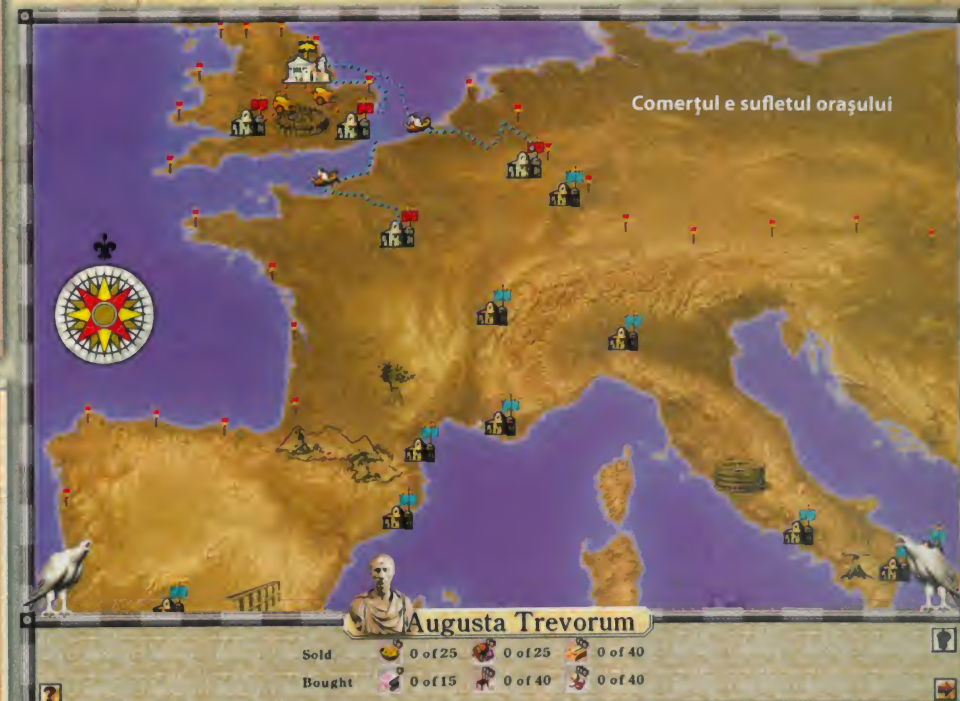 Comerţul e sufletul oraşului
Augusta Trevorum
Sold 0 of 25 0 of 25 0 of 40
Bought 0 of 15 0 of 40 0 of 40
?